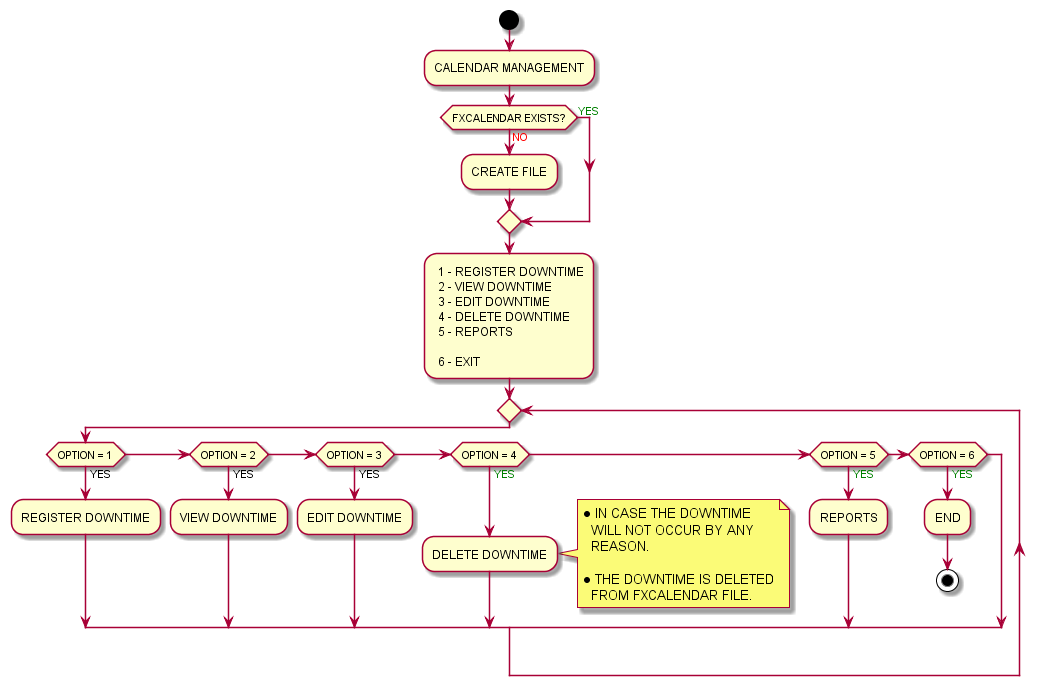 CALENDAR MANAGEMENT
FXCALENDAR EXISTS?
YES
NO
CREATE FILE
1 - REGISTER DOWNTIME
2 - VIEW DOWNTIME
3 - EDIT DOWNTIME
4 - DELETE DOWNTIME
5 - REPORTS
6 - EXIT
OPTION = 1
OPTION = 2
OPTION = 3
OPTION = 4
OPTION = 5
OPTION = 6
YES
YES
YES
YES
YES
YES
REGISTER DOWNTIME
VIEW DOWNTIME
EDIT DOWNTIME
DELETE DOWNTIME
● IN CASE THE DOWNTIME
WILL NOT OCCUR BY ANY
REASON.
● THE DOWNTIME IS DELETED
FROM FXCALENDAR FILE.
REPORTS
END